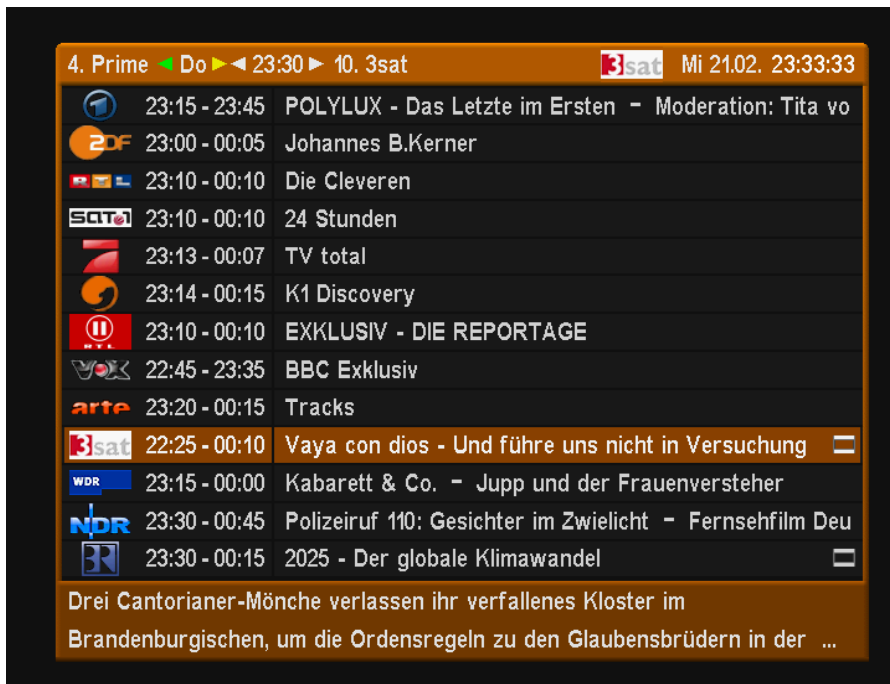 4. Prime ◄ Do ► ◄ 23:30 ► 10. 3sat 3sat Mi 21.02. 23:33:33
1 23:15 - 23:45 POLYLUX - Das Letzte im Ersten – Moderation: Tita vo
2DF 23:00 - 00:05 Johannes B.Kerner
RTL 23:10 - 00:10 Die Cleveren
SAT1 23:10 - 00:10 24 Stunden
7 23:13 - 00:07 TV total
23:14 - 00:15 K1 Discovery
II RTL 23:10 - 00:10 EXKLUSIV - DIE REPORTAGE
VOX 22:45 - 23:35 BBC Exklusiv
arte 23:20 - 00:15 Tracks
3sat 22:25 - 00:10 Vaya con dios - Und führe uns nicht in Versuchung
WDR 23:15 - 00:00 Kabarett & Co. – Jupp und der Frauenversteher
NDR 23:30 - 00:45 Polizeiruf 110: Gesichter im Zwielicht – Fernsehfilm Deu
BR 23:30 - 00:15 2025 - Der globale Klimawandel
Drei Cantorianer-Mönche verlassen ihr verfallenes Kloster im
Brandenburgischen, um die Ordensregeln zu den Glaubensbrüdern in der ...